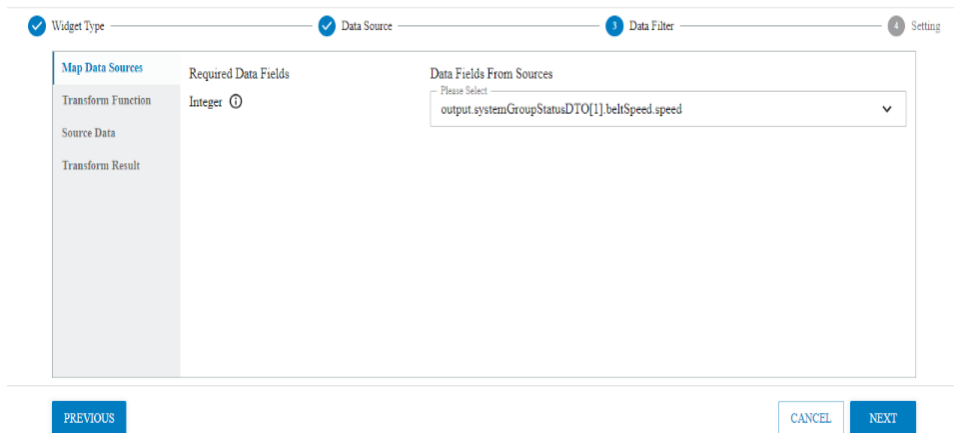 Widget Type
Data Source
3 Data Filter
4 Setting
Map Data Sources
Transform Function
Source Data
Transform Result
Required Data Fields
Data Fields From Sources
Integer
Please Select
output.systemGroupStatusDTO[1].beltSpeed.speed
PREVIOUS
CANCEL
NEXT